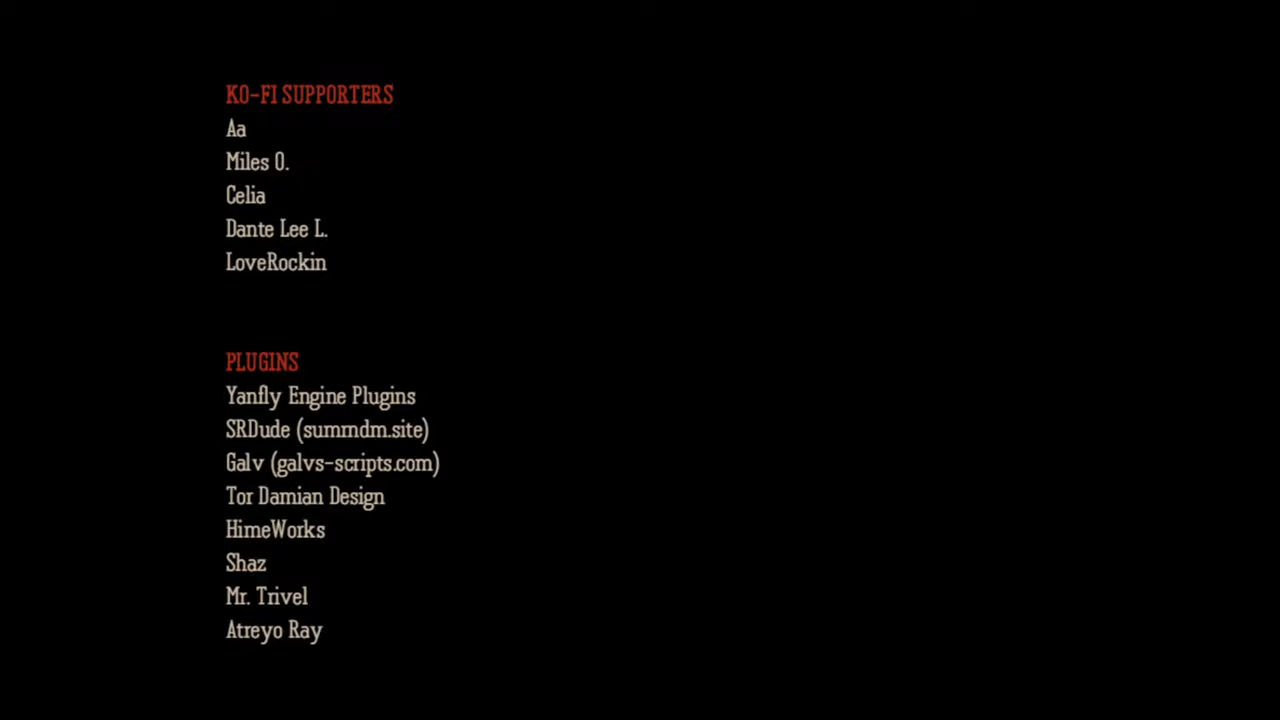 KO-FI SUPPORTERS
Aa
Miles O.
Celia
Dante Lee L.
LoveRockin
PLUGINS
Yanfly Engine Plugins
SRDude (sumrndm.site)
Galv (galvs-scripts.com)
Tor Damian Design
HimeWorks
Shaz
Mr. Trivel
Atreyo Ray